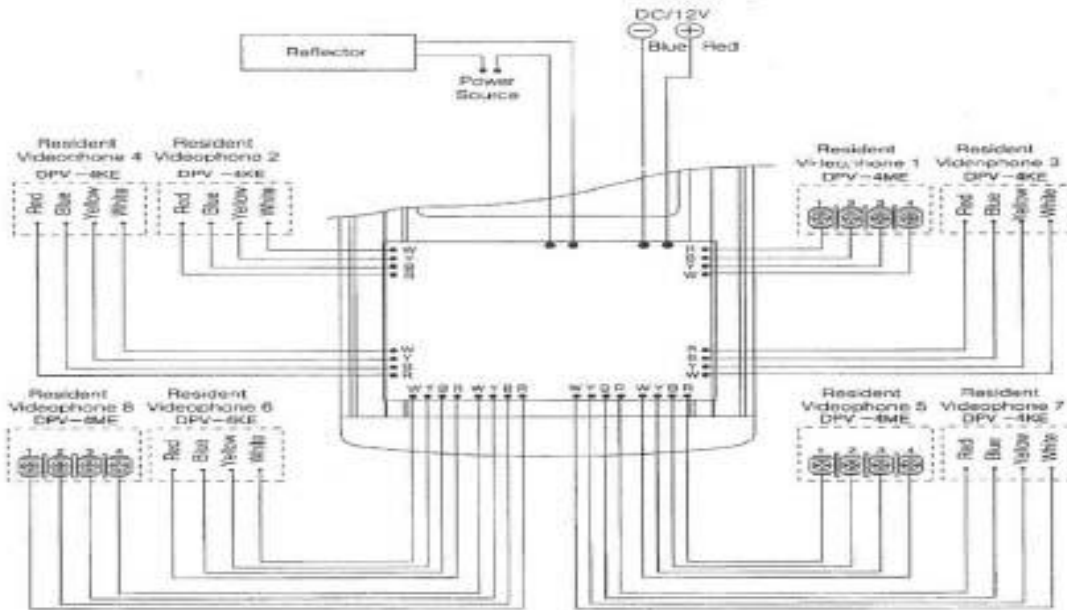 DC/12V
Reflector
Blue Red
Power
Source
Resident
Videophone 4
DPV-4KE
Red
Blue
Yellow
White
Resident
Videophone 2
DPV-4KE
Red
Blue
Yellow
White
Resident
Videophone 1
DPV-4ME
Resident
Videophone 3
DPV-4KE
Red
Blue
Yellow
White
W
Y
R
B
Y
W
W
Y
B
R
R
B
Y
W
W Y B R W Y B R
W Y B R W Y B R
Resident
Videophone 8
DPV-4ME
Resident
Videophone 6
DPV-4KE
Red
Blue
Yellow
White
Resident
Videophone 5
DPV-4ME
Resident
Videophone 7
DPV-4KE
Red
Blue
Yellow
White